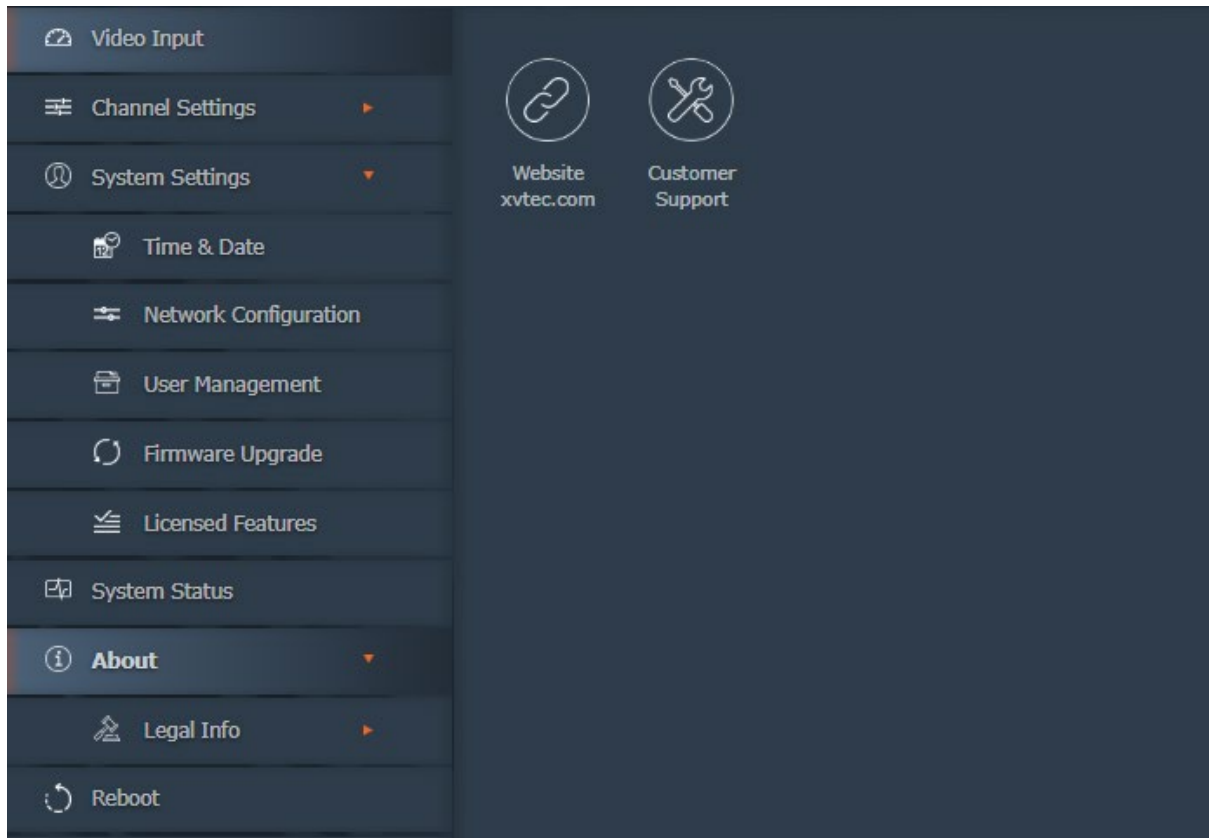 Video Input
Channel Settings
System Settings
Time & Date
Network Configuration
User Management
Firmware Upgrade
Licensed Features
System Status
About
Legal Info
Reboot
Website
xvtec.com
Customer
Support